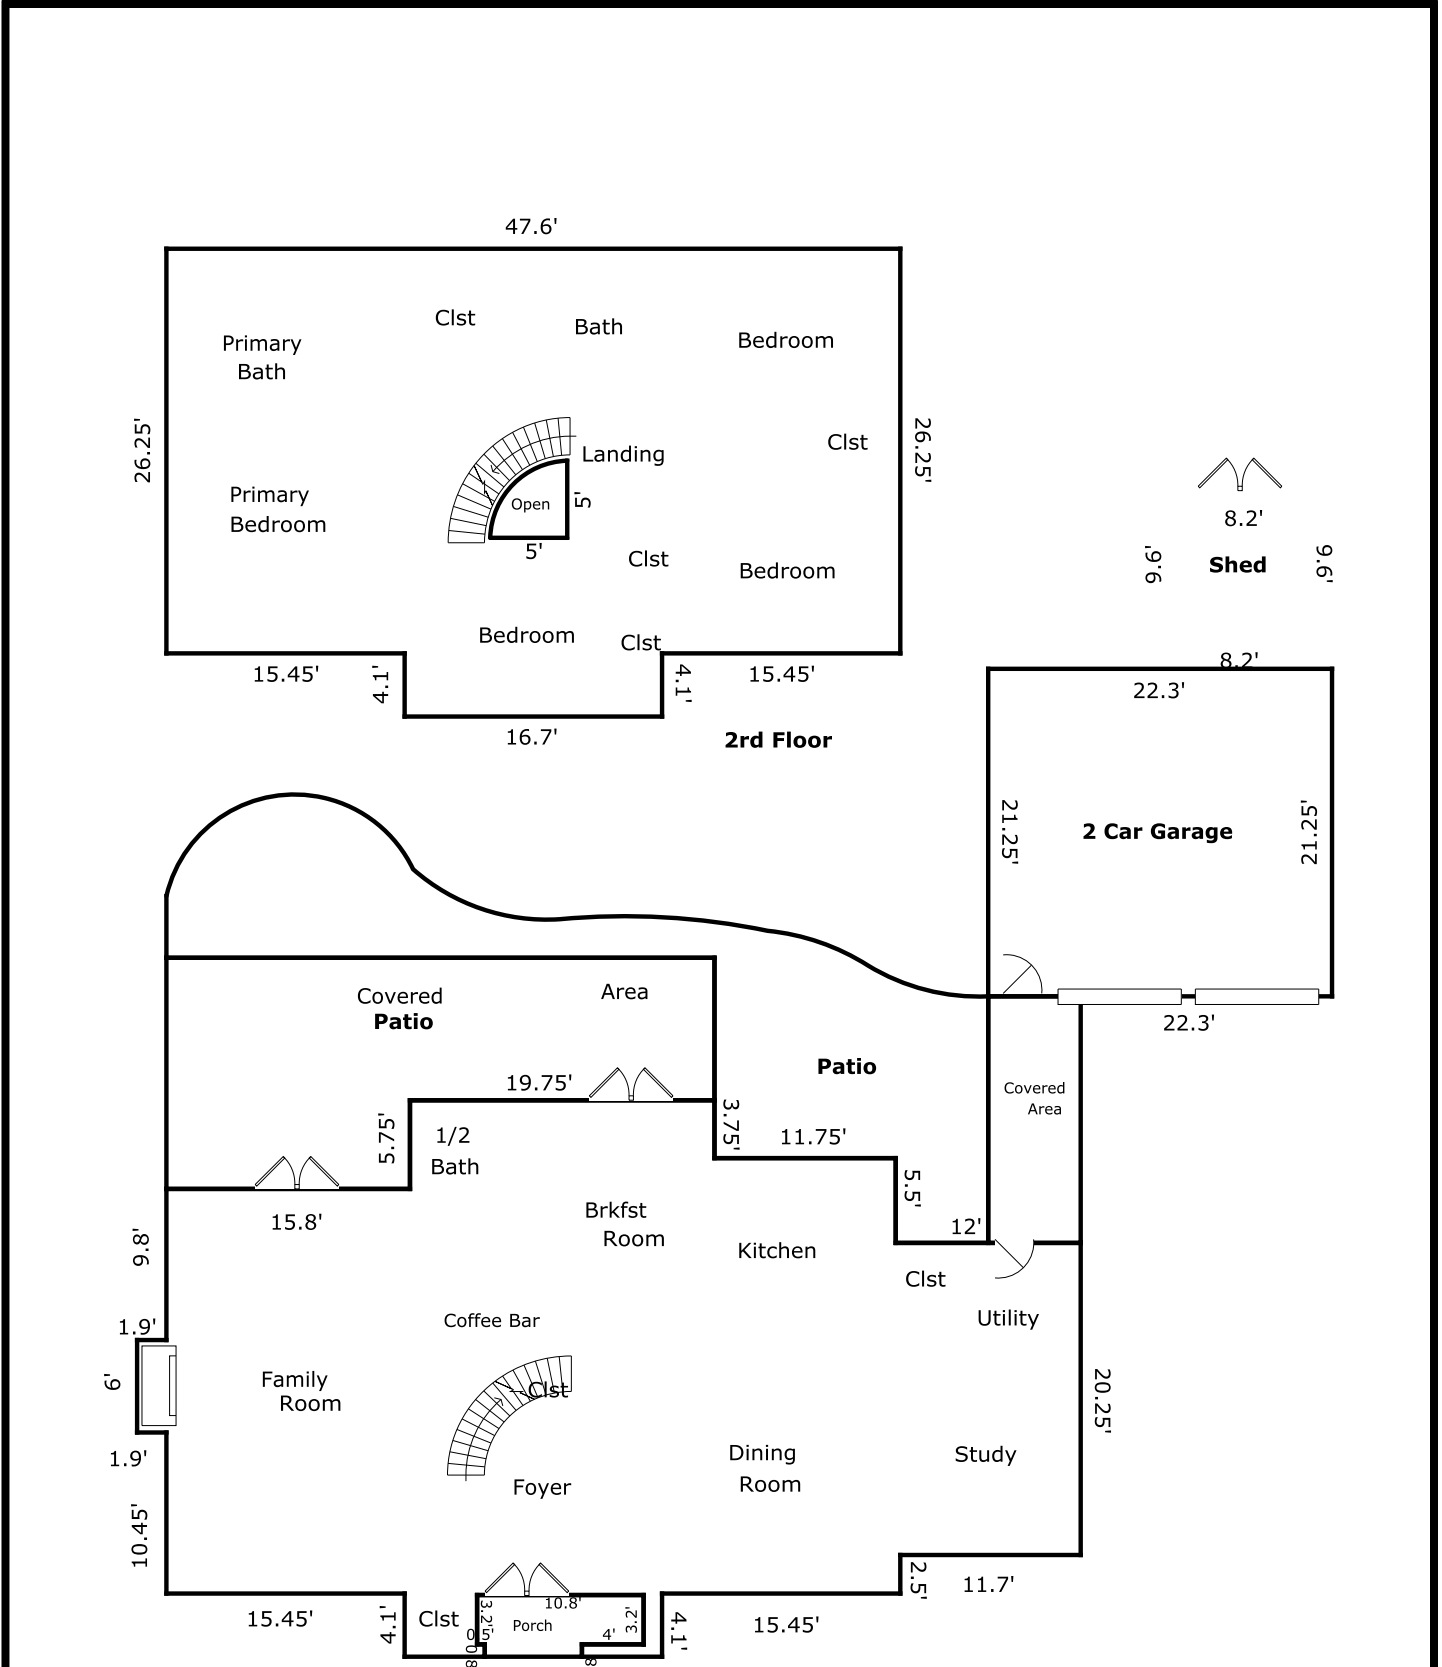 47.6'
Clst
Bath
Bedroom
Primary
Bath
26.25'
26.25'
Clst
Landing
Primary
Bedroom
Open
5'
5'
Clst
Bedroom
Bedroom
Clst
15.45'
4.1'
4.1'
15.45'
16.7'
2rd Floor
8.2'
9.6'
Shed
9.6'
8.2'
22.3'
21.25'
2 Car Garage
21.25'
22.3'
Covered
Patio
Area
Patio
Covered
Area
19.75'
5.75'
1/2
Bath
3.75'
11.75'
5.5'
12'
15.8'
9.8'
Brkfst
Room
Kitchen
Clst
Utility
1.9'
6'
1.9'
Coffee Bar
Family
Room
Clst
20.25'
Dining
Room
Study
Foyer
10.45'
2.5'
11.7'
15.45'
4.1'
Clst
3.2'
10.8'
Porch
3.2'
0.5'
4'
4.1'
15.45'